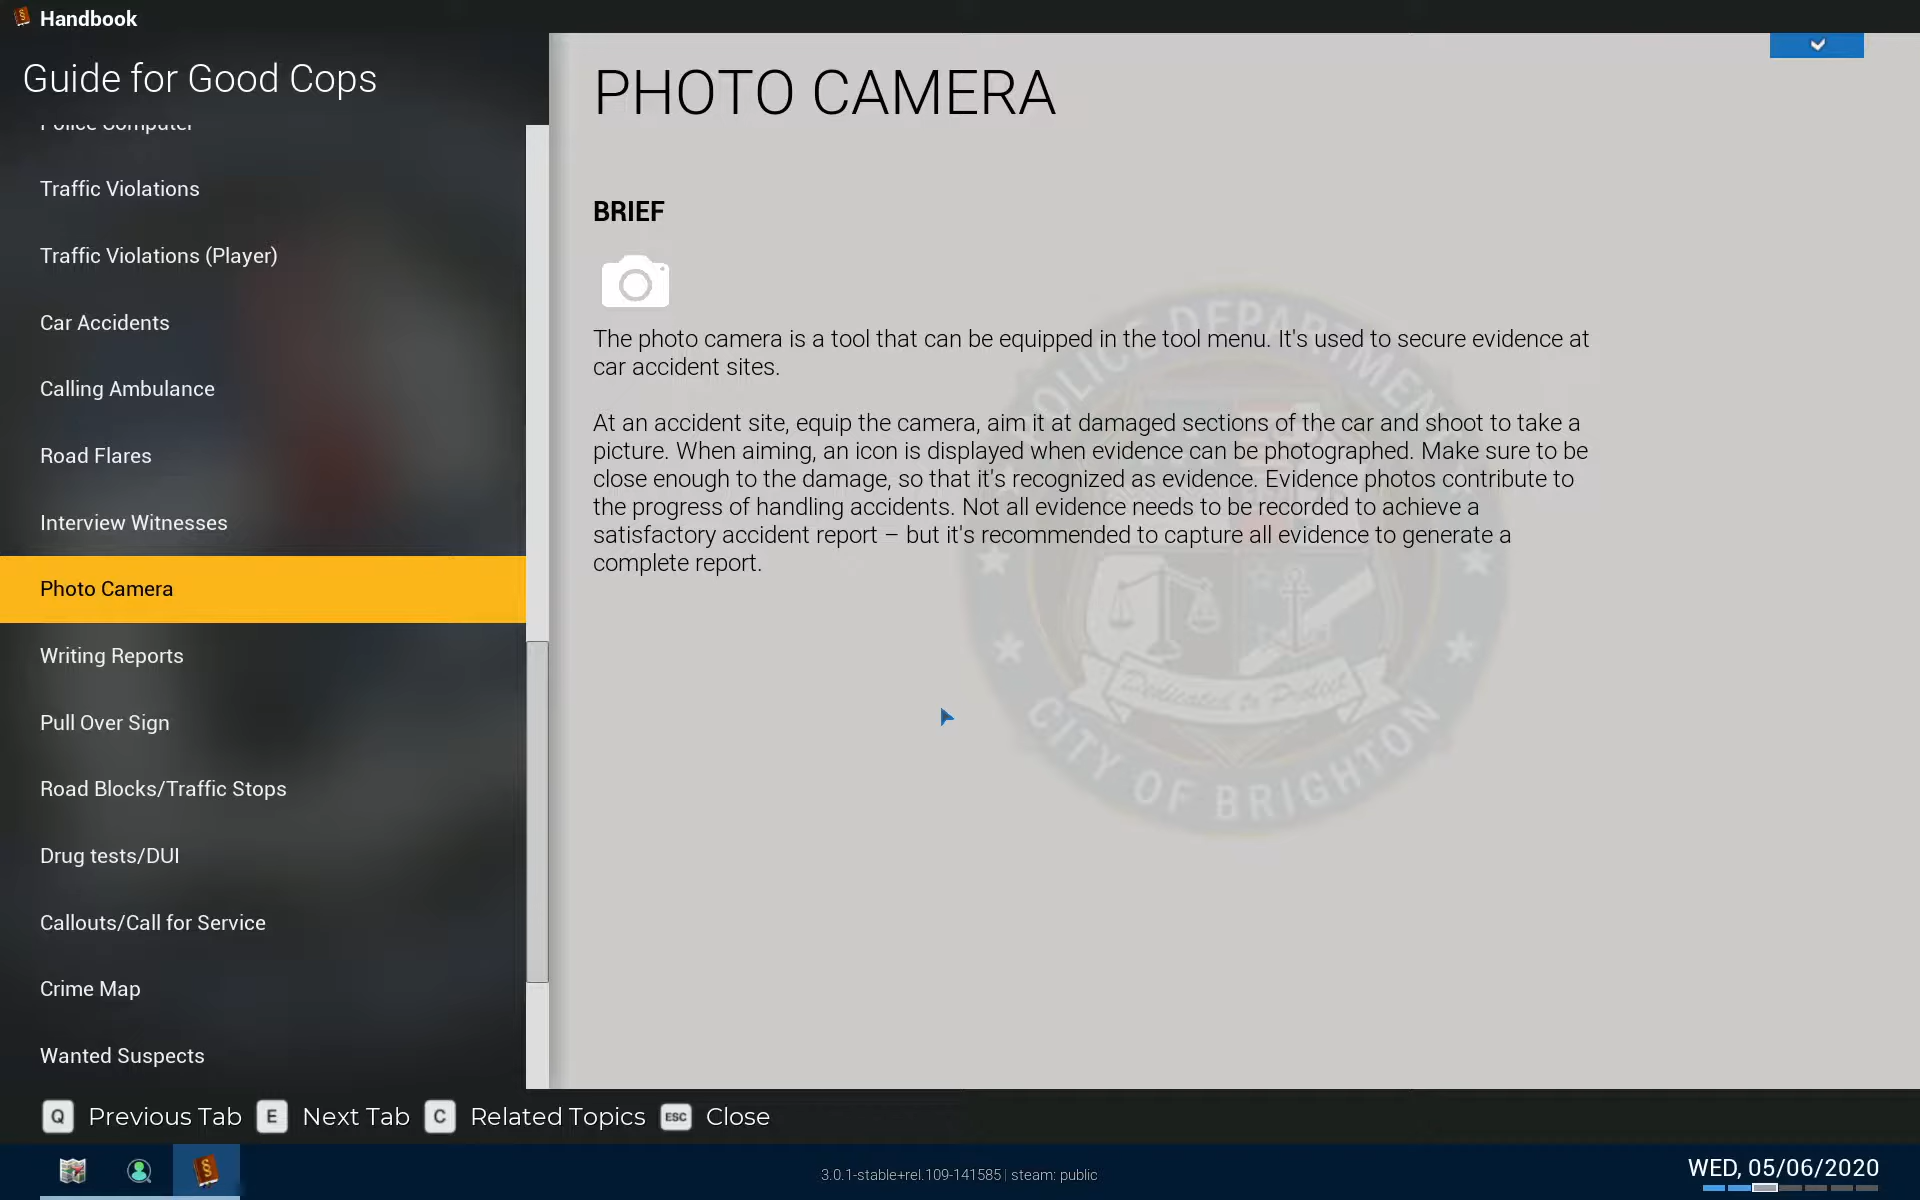 Handbook
Guide for Good Cops
Police Computer
Traffic Violations
Traffic Violations (Player)
Car Accidents
Calling Ambulance
Road Flares
Interview Witnesses
Photo Camera
Writing Reports
Pull Over Sign
Road Blocks/Traffic Stops
Drug tests/DUI
Callouts/Call for Service
Crime Map
Wanted Suspects
PHOTO CAMERA
BRIEF
The photo camera is a tool that can be equipped in the tool menu. It's used to secure evidence at
car accident sites.
At an accident site, equip the camera, aim it at damaged sections of the car and shoot to take a
picture. When aiming, an icon is displayed when evidence can be photographed. Make sure to be
close enough to the damage, so that it's recognized as evidence. Evidence photos contribute to
the progress of handling accidents. Not all evidence needs to be recorded to achieve a
satisfactory accident report – but it's recommended to capture all evidence to generate a
complete report.
POLICE DEPARTMENT
Dedicated to Protect
CITY OF BRIGHTON
Q Previous Tab E Next Tab C Related Topics ESC Close
3.0.1-stable+rel.109-141585 | steam: public
WED, 05/06/2020